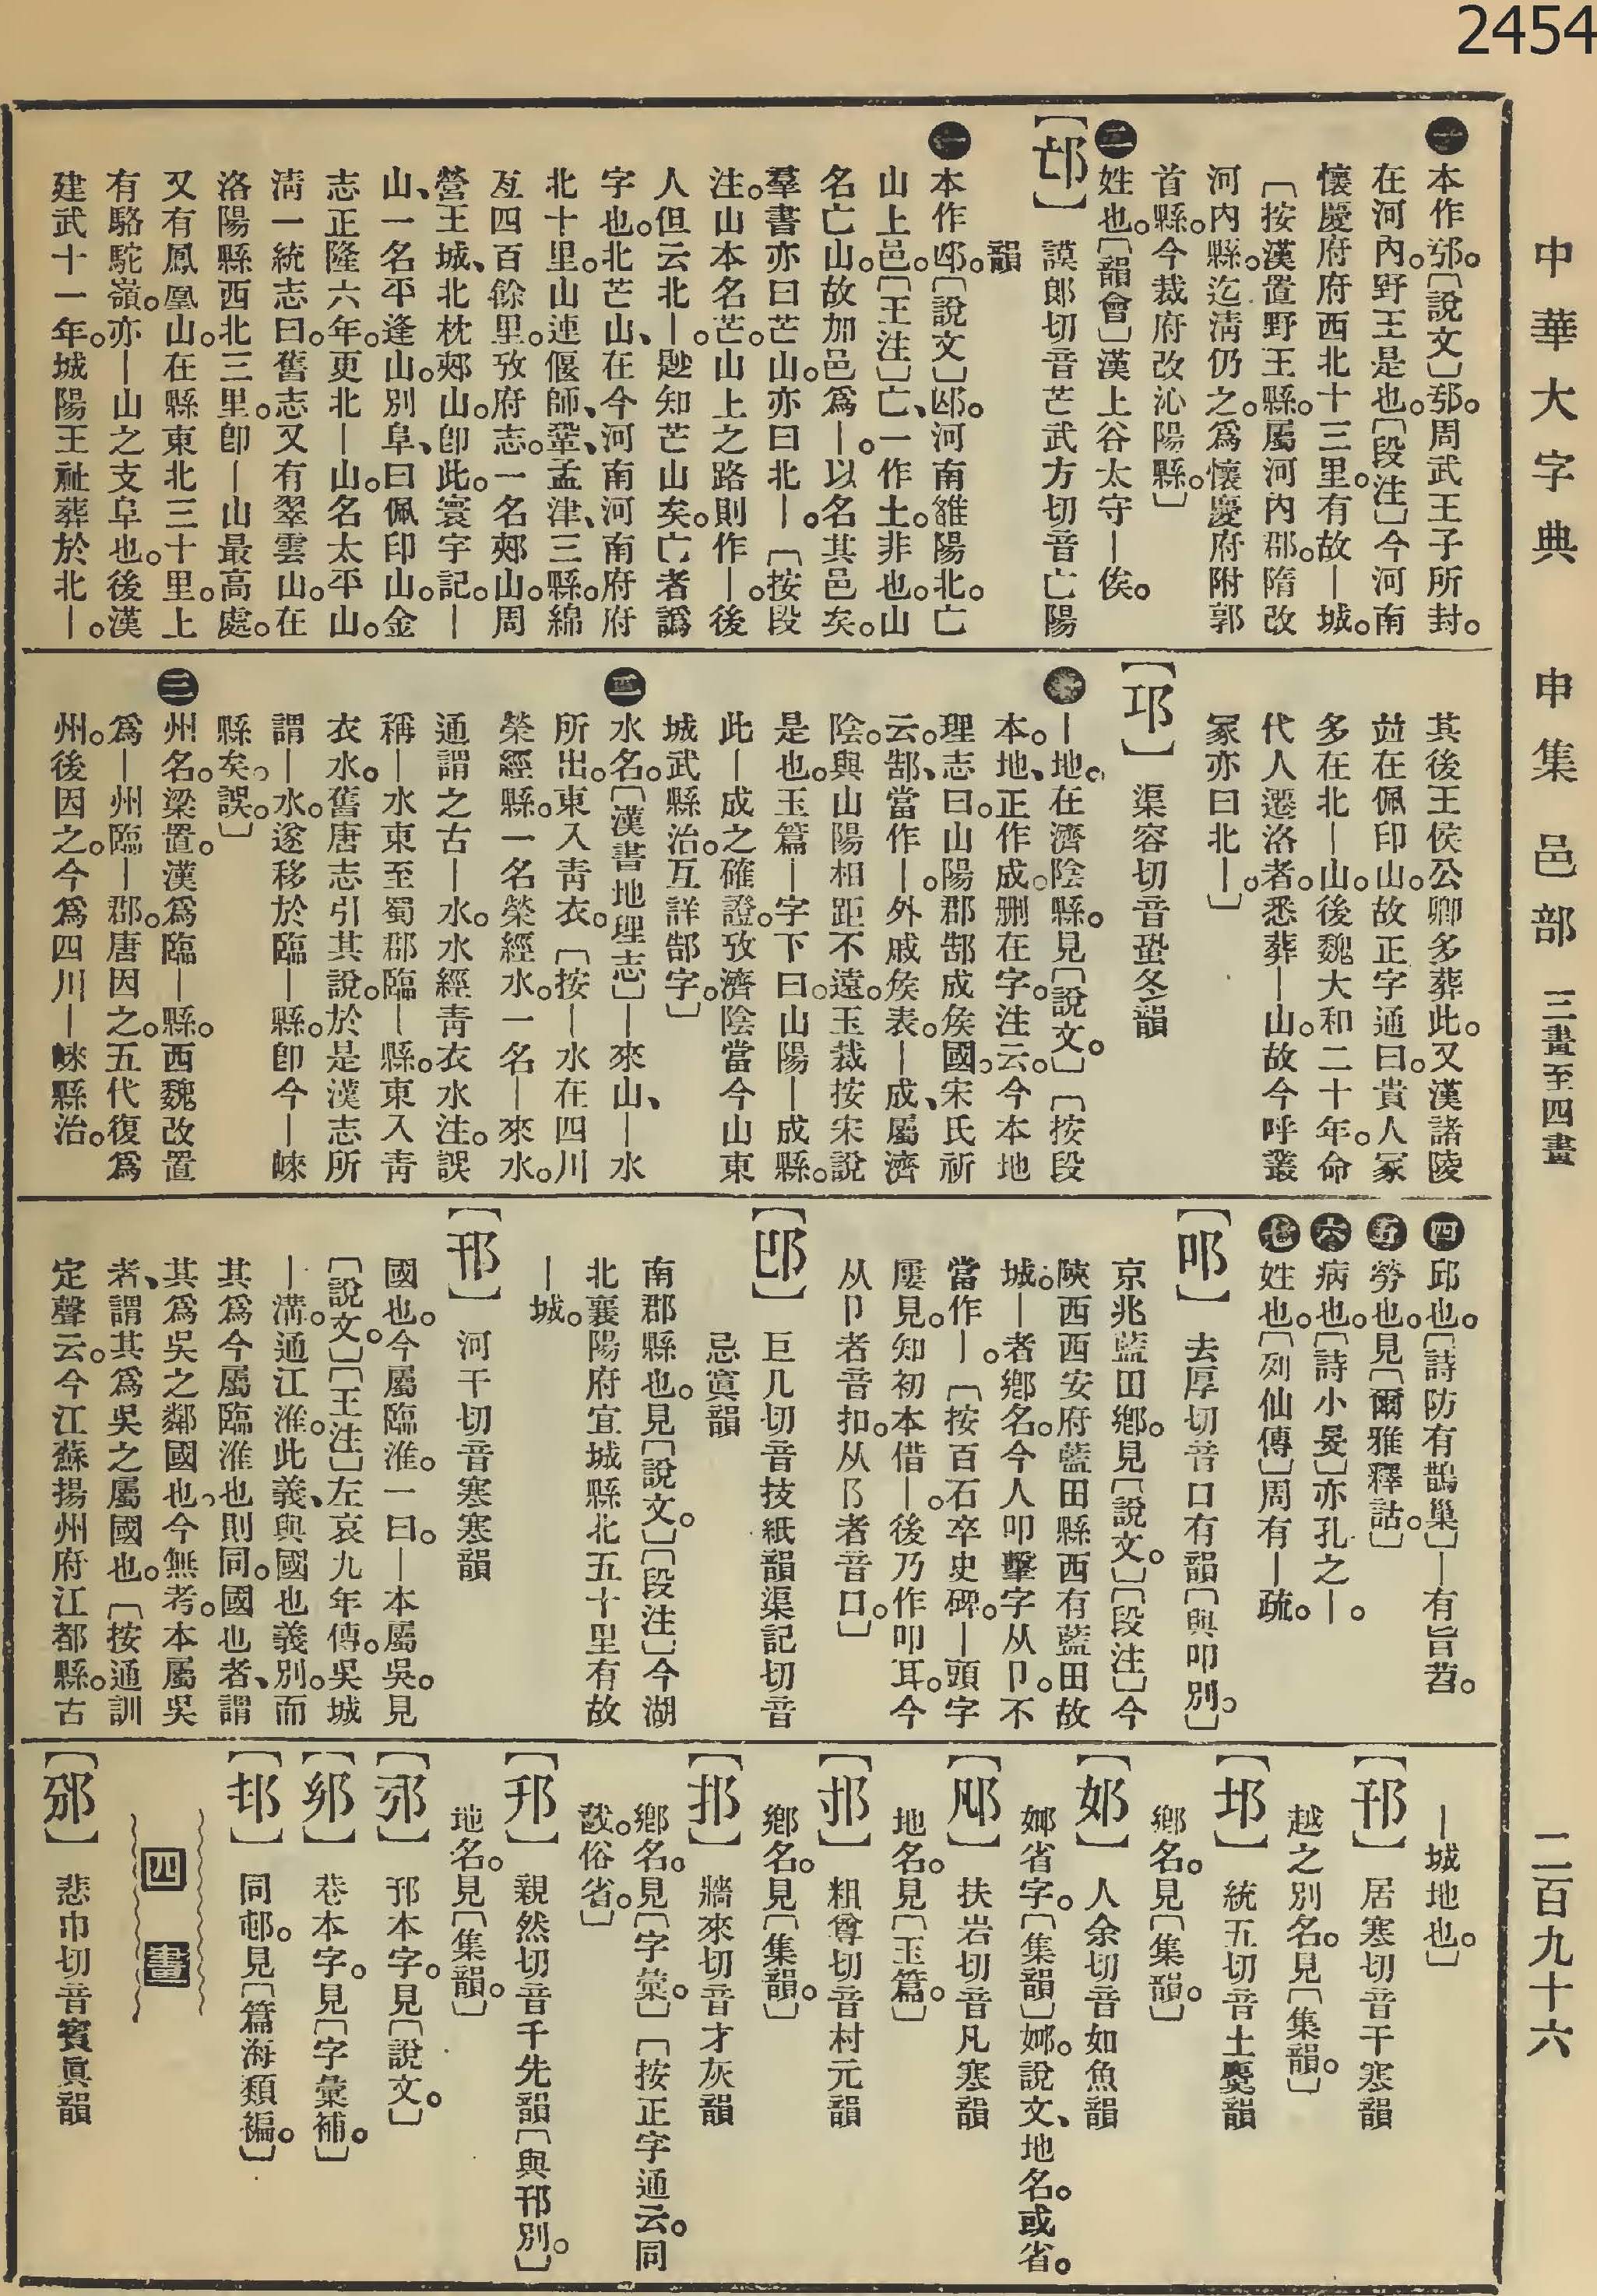 2454
中華大字典 申集 邑部 三畫至四畫 二百九十六
㊀本作邘。〔說文〕邘。周武王子所封。
在河內。野王是也。〔段注〕今河南
懷慶府府西北十三里。有故—城。
〔按漢置野王縣。屬河內郡。隋改
河內縣。迄淸仍之。爲懷慶府附郭
首縣。今裁府改沁陽縣。〕
㊁姓也。〔韻會〕漢上谷太守—侯。
【邙】謨郎切音芒武方切音亡陽
韻
㊀本作邙。〔說文〕邙。河南雒陽北。亡
山上邑。〔王注〕亡、一作土。非也。山
名亡山。故加邑爲—。以名其邑矣。
羣書亦曰芒山。亦曰北—。〔按段
注。山本名芒。山上之路則作—。後
人但云北—。尟知芒山矣。亡者譌
字也。北芒山、在今河南河南府府
北十里。山連偃師、鞏、孟津、三縣。綿
亙四百餘里。攷府志。一名郟山。周
營王城、北枕郟山。卽此。寰宇記。—
山、一名平逢山。別阜、曰佩印山。金
志正隆六年。更北—山。名太平山。
淸一統志曰。舊志又有翠雲山。在
洛陽縣西北三里。卽—山最高處。
又有鳳凰山。在縣東北三十里。上
有駱駝嶺。亦—山之支阜也。後漢
建武十一年。城陽王祉葬於北—。
其後王侯公卿多葬此。又漢諸陵
竝在佩印山。故正字通曰。貴人冢
多在北—山。後魏大和二十年。命
代人遷洛者。悉葬—山。故今呼叢
冢亦曰北—。〕
【邛】渠容切音蛩冬韻
㊀—地。在濟陰縣。見〔說文。〕〔按段
本。地、正作成。删在字。注云。今本地
理志曰。山陽郡郜成矦國。宋氏祈
云。郜、當作—。外戚矦表。—成、屬濟
陰。與山陽相距不遠。玉裁按宋說
是也。玉篇—字下曰。山陽—成縣。
此—成之確證。攷濟陰當今山東
城武縣治。互詳郜字。〕
㊁水名。〔漢書地理志〕—來山、—水
所出。東入靑衣。〔按—水在四川
榮經縣。一名榮經水。一名—來水。
通謂之古—水。水經靑衣水注。誤
稱—水東至蜀郡臨—縣。東入靑
衣水。舊唐志引其說。於是漢志所
謂—水。遂移於臨—縣。卽今—崍
縣矣。誤。〕
㊂州名。梁置。漢爲臨—縣。西魏改置
爲—州臨—郡。唐因之。五代復爲
州。後因之。今爲四川—崍縣治。
㊃邱也。〔詩防有鵲巢〕—有旨苕。
㊄勞也。見〔爾雅釋詁。〕
㊅病也。〔詩小旻〕亦孔之—。
㊆姓也。〔列仙傳〕周有—疏。
【𨙫】去厚切音口有韻〔與叩別。〕
京兆藍田鄕。見〔說文。〕〔段注〕今
陝西西安府藍田縣西有藍田故
城。—者鄕名。今人叩擊字从卩。不
當作—。〔按百石卒史碑。—頭字
屢見。知初本借—。後乃作叩耳。今
从卩者音扣。从阝者音口。〕
【邔】巨几切音技紙韻渠記切音
忌寘韻
南郡縣也。見〔說文。〕〔段注〕今湖
北襄陽府宜城縣北五十里有故
—城。
【邗】河干切音寒寒韻
國也。今屬臨淮。一曰。—本屬吳。見
〔說文。〕〔王注〕左哀九年傳。吳城
—溝。通江淮。此義、與國也義別。而
其爲今屬臨淮也則同。國也者、謂
其爲吳之鄰國也。今無考。本屬吳
者、謂其爲吳之屬國也。〔按通訓
定聲云。今江蘇揚州府江都縣。古
—城地也。〕
【邗】居寒切音干寒韻
越之別名。見〔集韻。〕
【邷】統五切音土麌韻
鄕名。見〔集韻。〕
【邚】人余切音如魚韻
䣸省字。〔集韻〕䣸。說文、地名。或省。
扶岩切音凡寒韻
地名。見〔玉篇。〕
【邨】粗尊切音村元韻
鄕名。見〔集韻。〕
牆來切音才灰韻
鄕名。見〔字彙。〕〔按正字通云。同
𢧵。俗省。〕
親然切音千先韻〔與邗別。〕
地名。見〔集韻。〕
邘本字。見〔說文。〕
巷本字。見〔字彙補。〕
同邨。見〔篇海類編。〕
四畫
【邠】悲巾切音賓眞韻